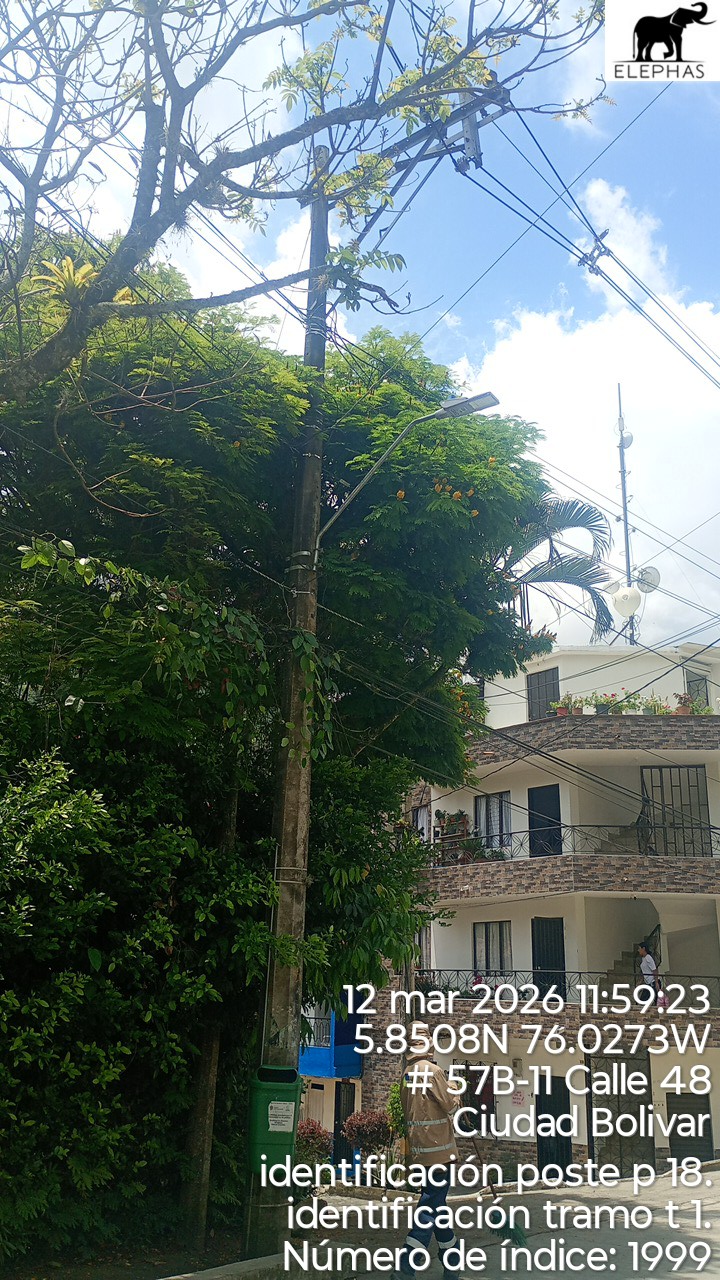 ELEPHAS
12 mar 2026 11:59:23
5.8508N 76.0273W
# 57B-11 Calle 48
Ciudad Bolivar
identificación poste p 18.
identificación tramo t 1.
Número de índice: 1999